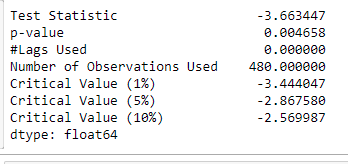 Test Statistic -3.663447
p-value 0.004658
#Lags Used 0.000000
Number of Observations Used 480.000000
Critical Value (1%) -3.444047
Critical Value (5%) -2.867580
Critical Value (10%) -2.569987
dtype: float64